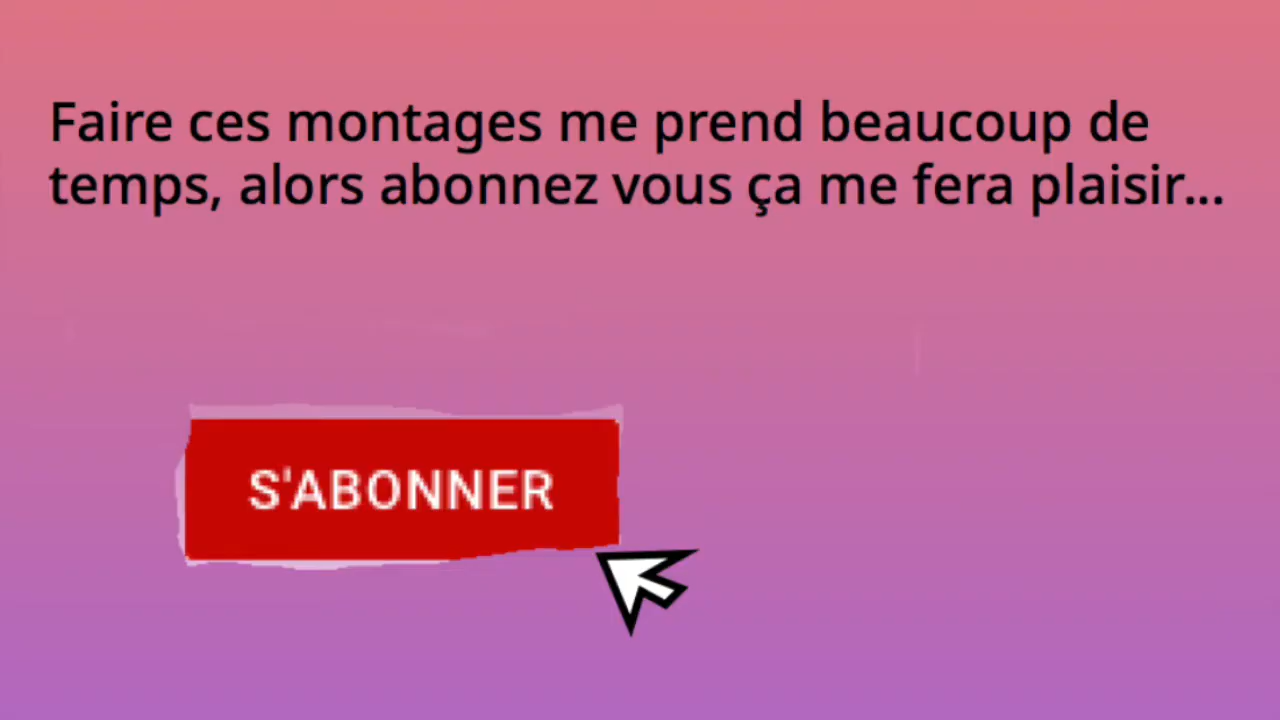 Faire ces montages me prend beaucoup de
temps, alors abonnez vous ça me fera plaisir...
S'ABONNER